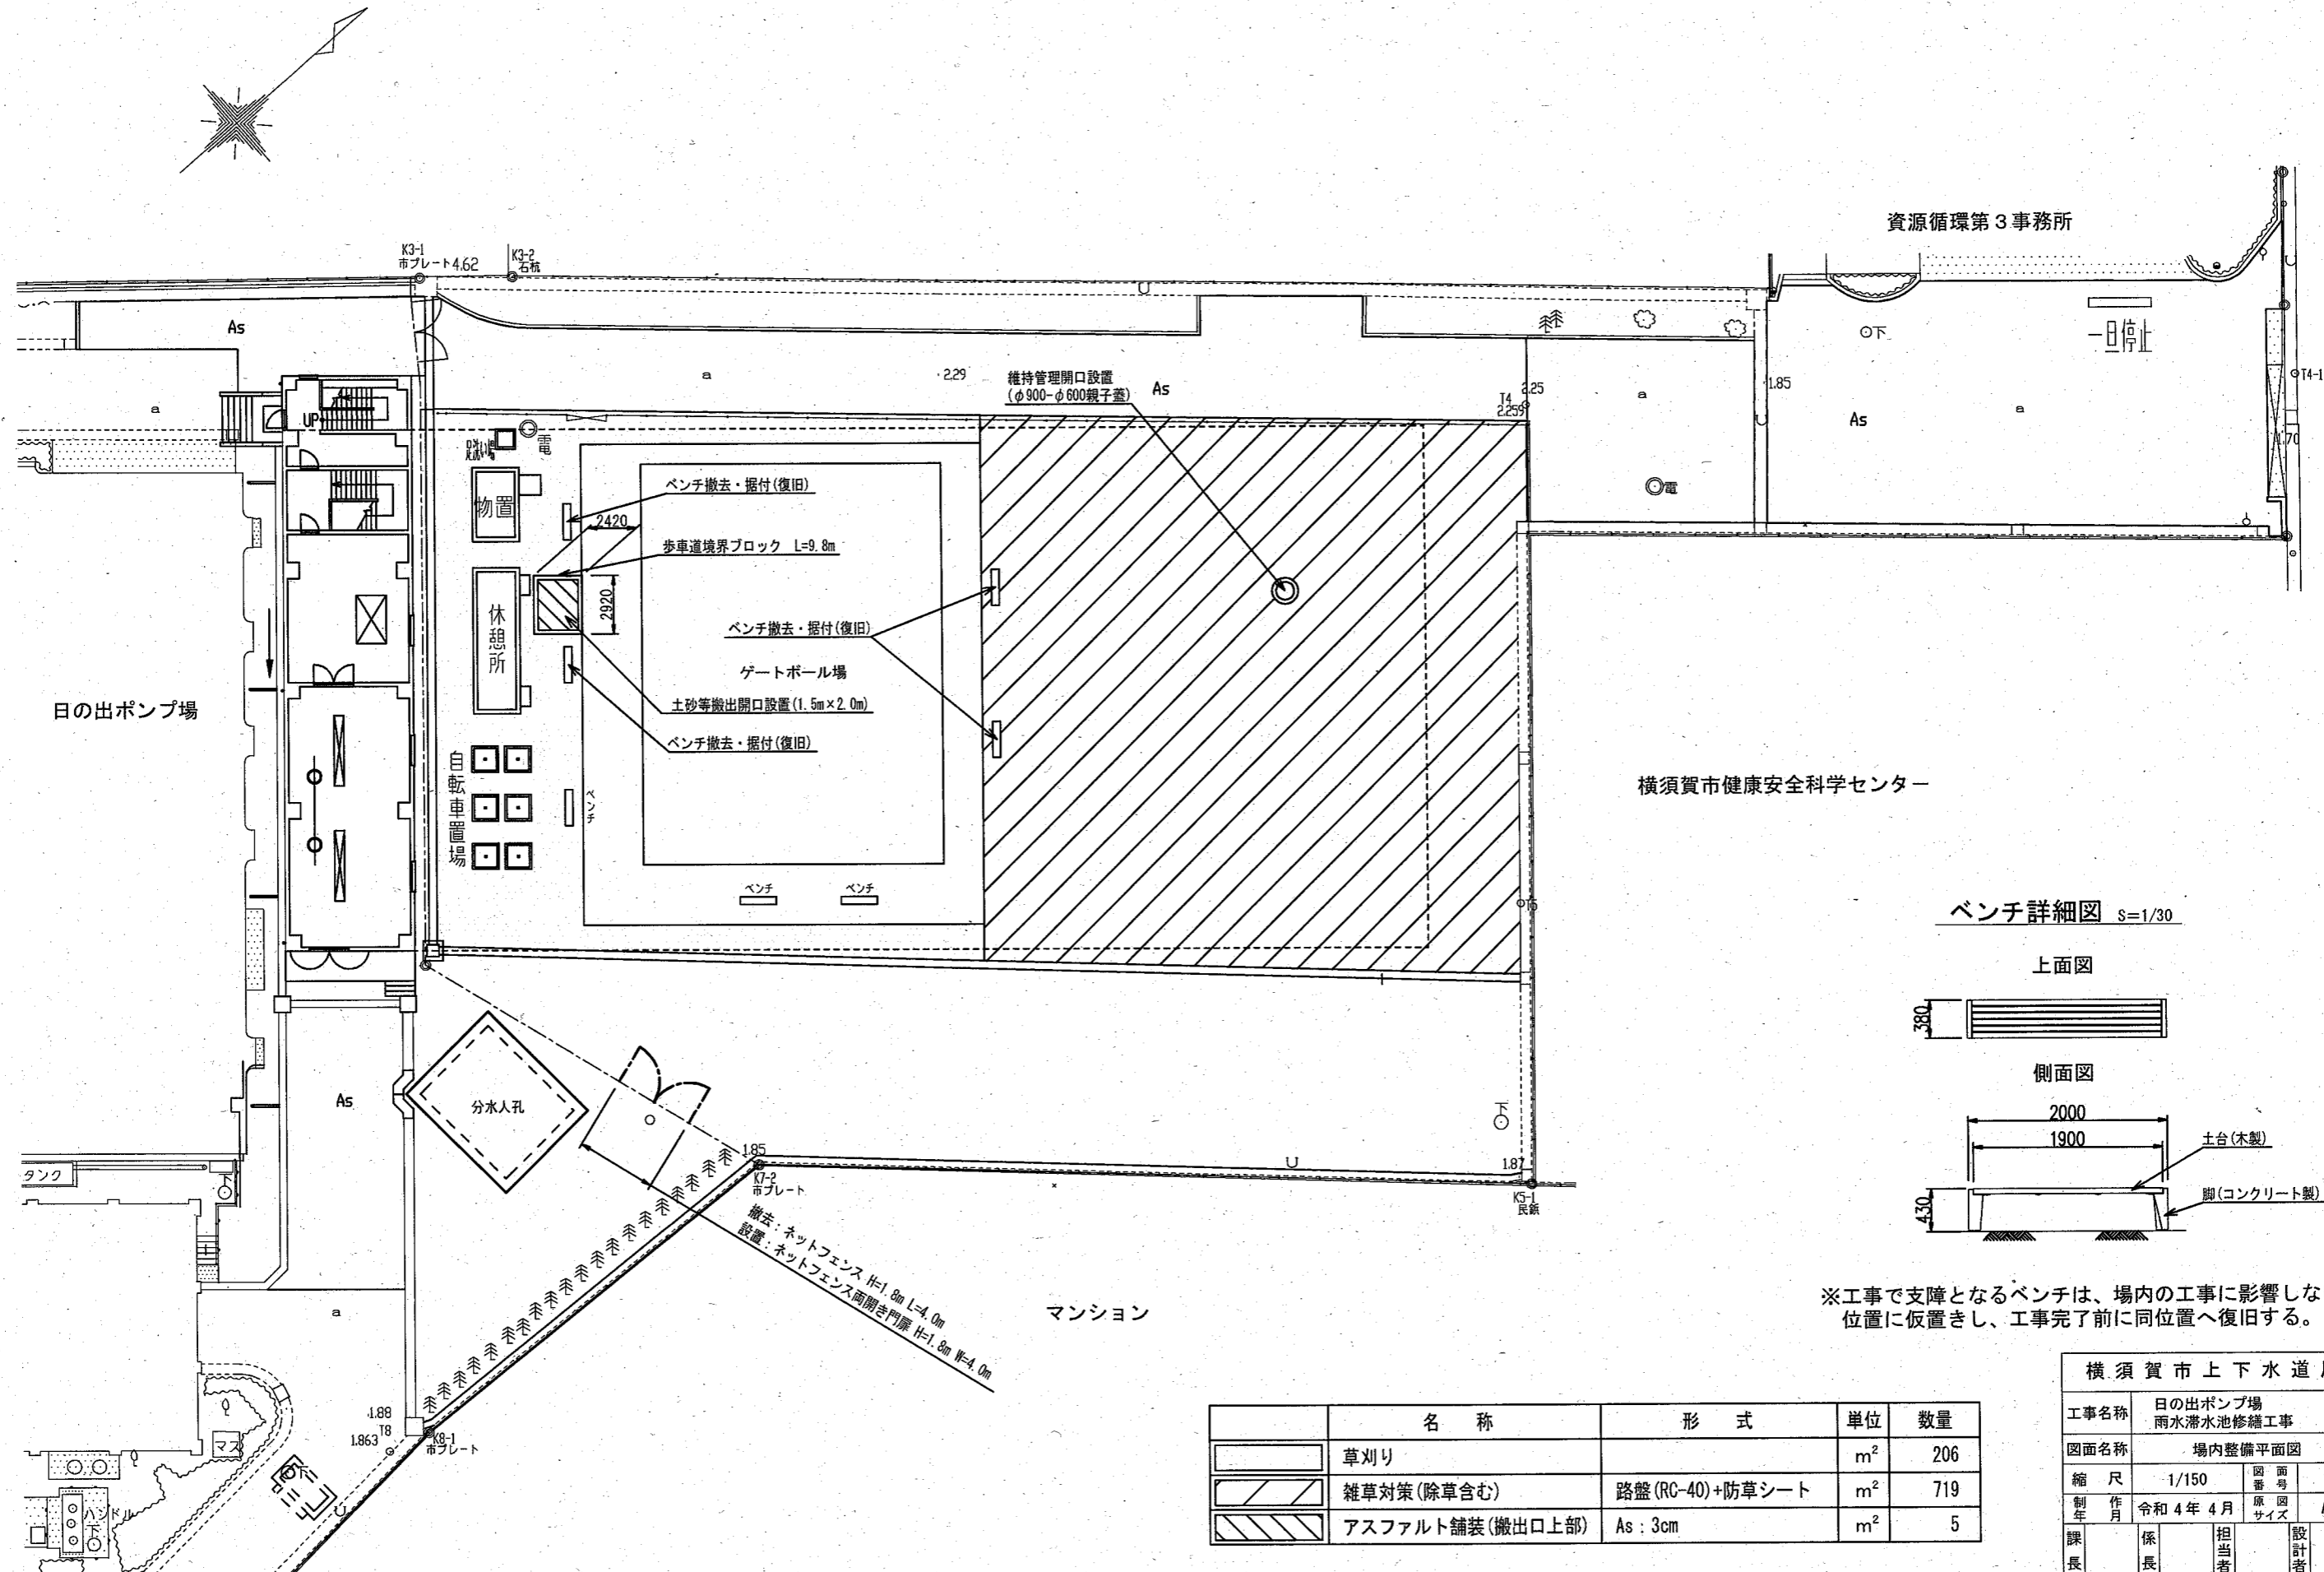 資源循環第３事務所
K3-1
市プレート4.62
K3-2
石杭
U
As
a
a
2.29
維持管理開口設置
(φ900-φ600親子蓋)
As
T4
2.259
2.25
a
1.85
U
As
下
一旦停止
a
T4-1
1.70
U
UP
足洗い場
電
物置
ベンチ撤去・据付(復旧)
2420
歩車道境界ブロック L=9.8m
2920
休憩所
ベンチ撤去・据付(復旧)
ゲートボール場
土砂等搬出開口設置(1.5m×2.0m)
ベンチ撤去・据付(復旧)
電
日の出ポンプ場
自転車置場
ベンチ
ベンチ
ベンチ
横須賀市健康安全科学センター
ベンチ詳細図 S=1/30
上面図
380
側面図
2000
1900
土台(木製)
脚(コンクリート製)
430
As
分水人孔
下
1.85
K7-2
市プレート
U
1.87
K5-1
民鋲
撤去：ネットフェンス H=1.8m L=4.0m
設置：ネットフェンス両開き門扉 H=1.8m W=4.0m
マンション
タンク
下
a
1.88
T8
1.863
K8-1
市プレート
マス
ハンドル
下
U
※工事で支障となるベンチは、場内の工事に影響しな
位置に仮置きし、工事完了前に同位置へ復旧する。
名 称 形 式 単位 数量
草刈り m² 206
雑草対策(除草含む) 路盤(RC-40)+防草シート m² 719
アスファルト舗装(搬出口上部) As：3cm m² 5
横須賀市上下水道
工事名称 日の出ポンプ場
雨水滞水池修繕工事
図面名称 場内整備平面図
縮尺 1/150 図面番号
制作年月 令和４年４月 原図サイズ
課長 係長 担当者 設計者